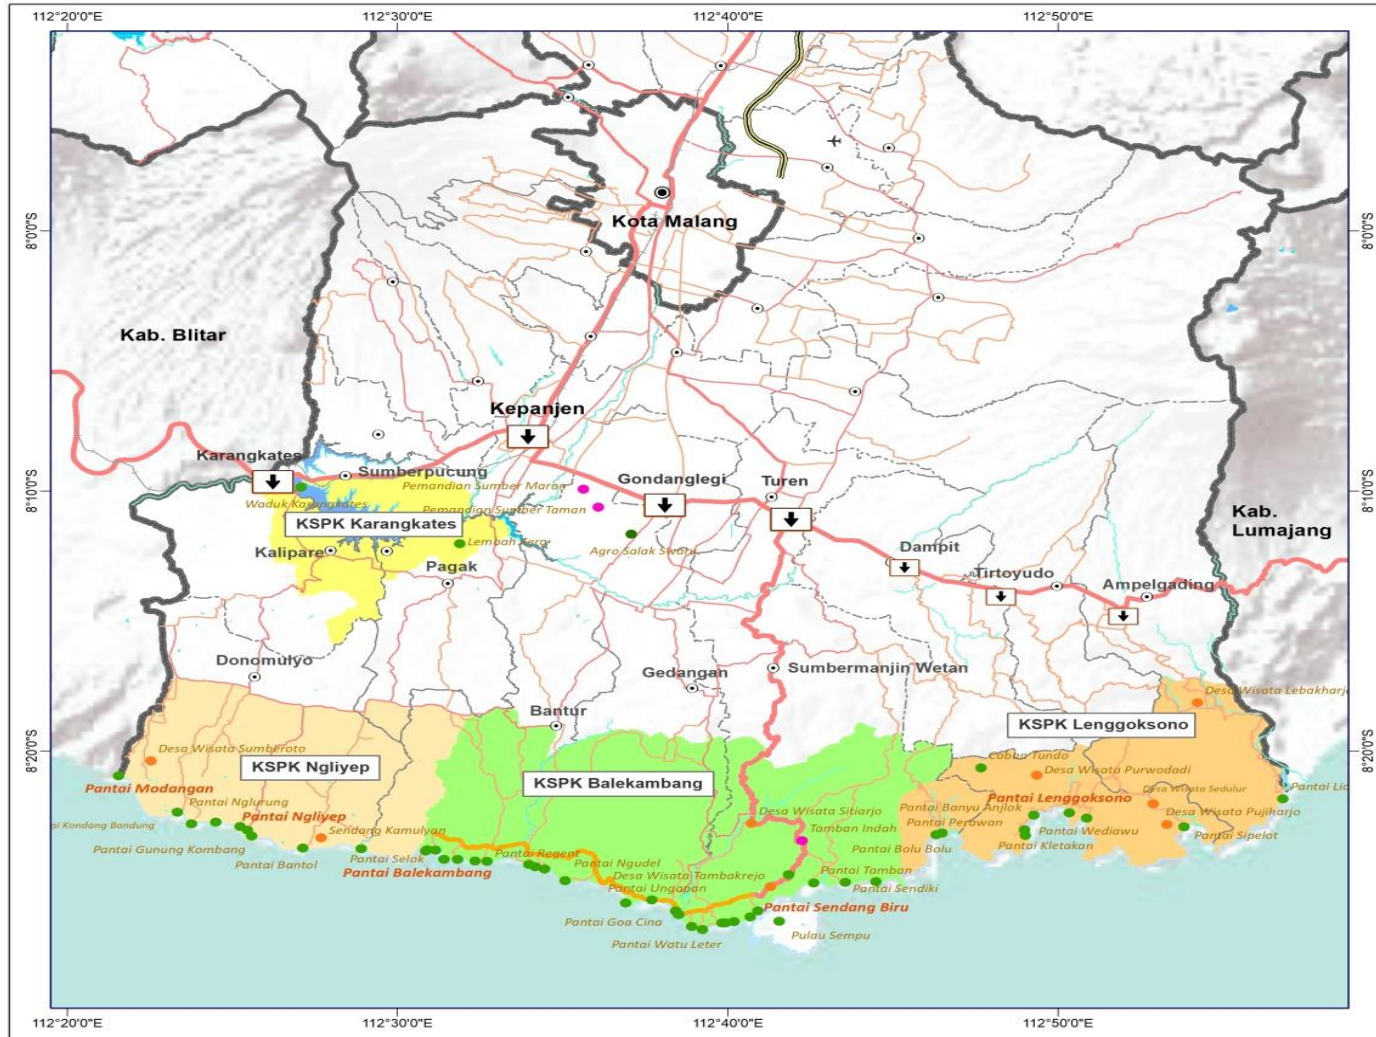 112°20'0"E
112°30'0"E
112°40'0"E
112°50'0"E
8°0'0"S
8°0'0"S
Kota Malang
Kab. Blitar
Kepanjen
Karangkates
Sumberpucung
Gondanglegi
Turen
8°10'0"S
8°10'0"S
Pemandian Sumber Maron
Waduk Karangkates
Pemandian Sumber Taman
KSPK Karangkates
Kab.
Lumajang
Lembah Kera
Agro Salak Swaru
Kalipare
Dampit
Pagak
Tirtoyudo
Ampelgading
Donomulyo
Gedangan
Sumbermanjin Wetan
Desa Wisata Lebakharjo
Bantur
KSPK Lenggoksono
8°20'0"S
8°20'0"S
Desa Wisata Sumberoto
KSPK Ngliyep
KSPK Balekambang
Coban Tundo
Desa Wisata Purwodadi
Pantai Modangan
Desa Wisata Sedulur
Pantai Lenggoksono
Pantai Nglurung
Pantai Banyu Anjlok
Desa Wisata Sitiarjo
Desa Wisata Pujiharjo
Pantai Ngliyep
Pantai Perawan
Tamban Indah
Sendang Kamulyan
Pantai Wediawu
Pantai Sipelot
Pantai Gunung Kombang
Pantai Bolu Bolu
Pantai Kletakan
Pantai Bantol
Pantai Selok
Pantai Regent
Pantai Ngudel
Pantai Balekambang
Desa Wisata Tambakrejo
Pantai Tamban
Pantai Ungapan
Pantai Sendiki
Pantai Sendang Biru
Pantai Goa Cina
Pulau Sempu
Pantai Watu Leter
112°20'0"E
112°30'0"E
112°40'0"E
112°50'0"E